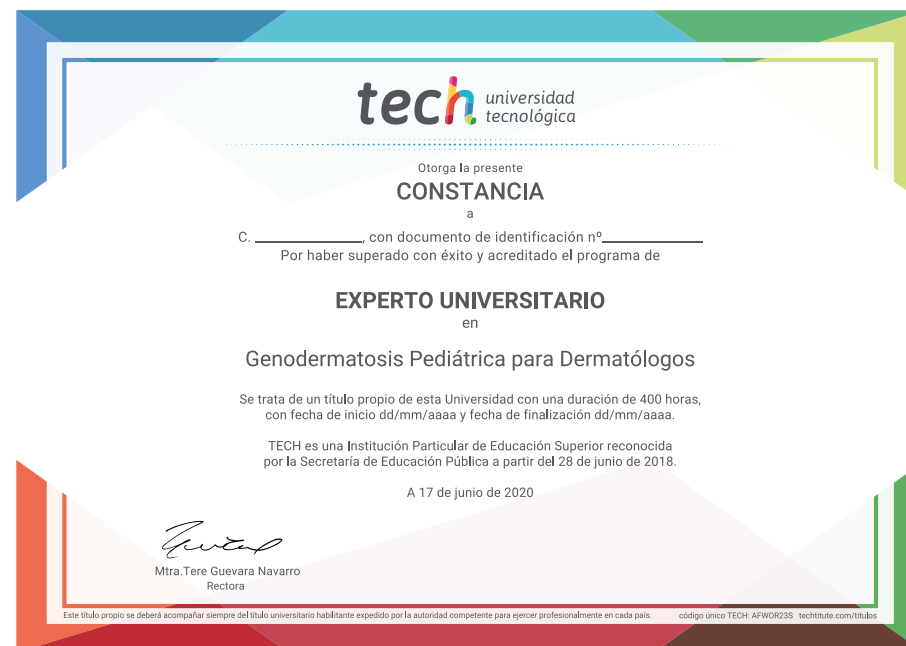 tech universidad
tecnológica
Otorga la presente
CONSTANCIA
a
C. ____________, con documento de identificación nº____________
Por haber superado con éxito y acreditado el programa de
EXPERTO UNIVERSITARIO
en
Genodermatosis Pediátrica para Dermatólogos
Se trata de un título propio de esta Universidad con una duración de 400 horas,
con fecha de inicio dd/mm/aaaa y fecha de finalización dd/mm/aaaa.
TECH es una Institución Particular de Educación Superior reconocida
por la Secretaría de Educación Pública a partir del 28 de junio de 2018.
A 17 de junio de 2020
Mtra.Tere Guevara Navarro
Rectora
Este título propio se deberá acompañar siempre del título universitario habilitante expedido por la autoridad competente para ejercer profesionalmente en cada país. código único TECH: AFWOR23S techtitute.com/titulos